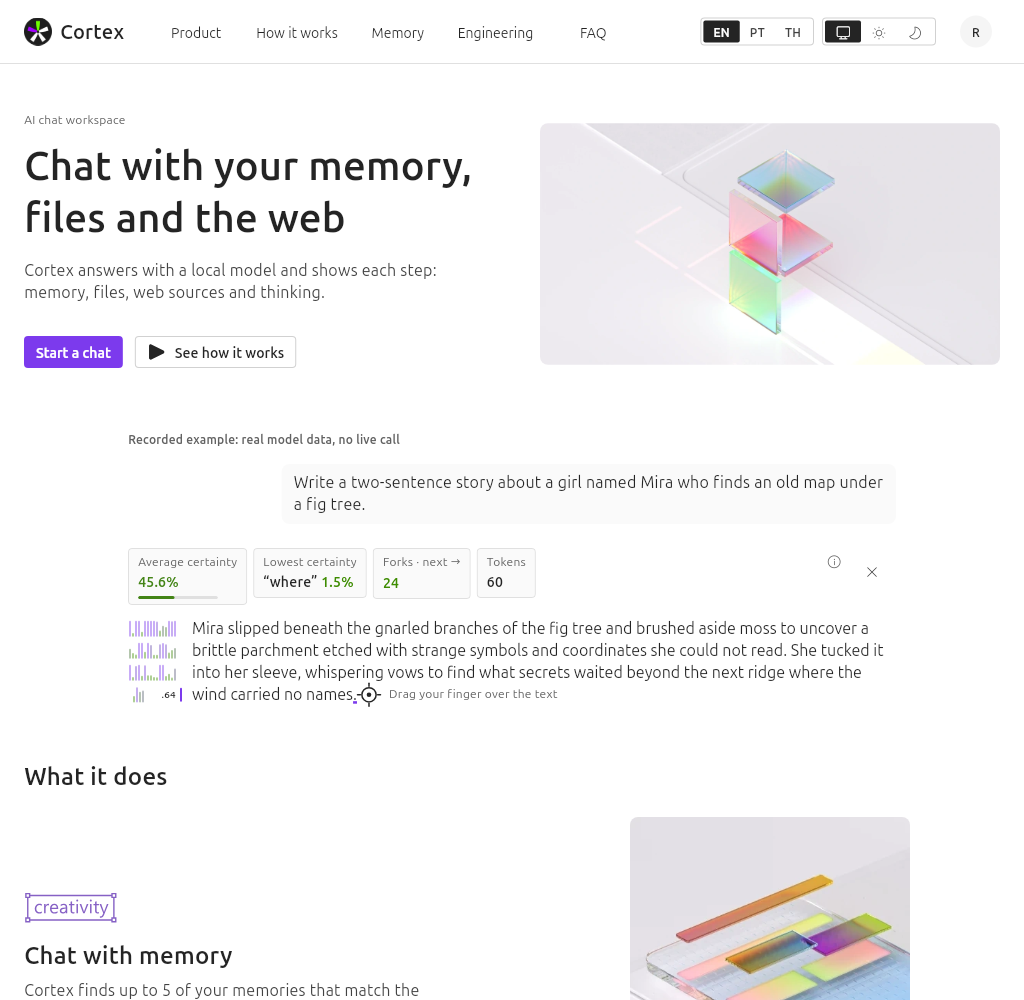 Cortex
Product
How it works
Memory
Engineering
FAQ
EN
PT
TH
R
AI chat workspace
Chat with your memory,
files and the web
Cortex answers with a local model and shows each step:
memory, files, web sources and thinking.
Start a chat
See how it works
Recorded example: real model data, no live call
Write a two-sentence story about a girl named Mira who finds an old map under
a fig tree.
Average certainty
45.6%
Lowest certainty
“where” 1.5%
Forks · next →
24
Tokens
60
Mira slipped beneath the gnarled branches of the fig tree and brushed aside moss to uncover a
brittle parchment etched with strange symbols and coordinates she could not read. She tucked it
into her sleeve, whispering vows to find what secrets waited beyond the next ridge where the
.64
wind carried no names.
Drag your finger over the text
What it does
creativity
Chat with memory
Cortex finds up to 5 of your memories that match the